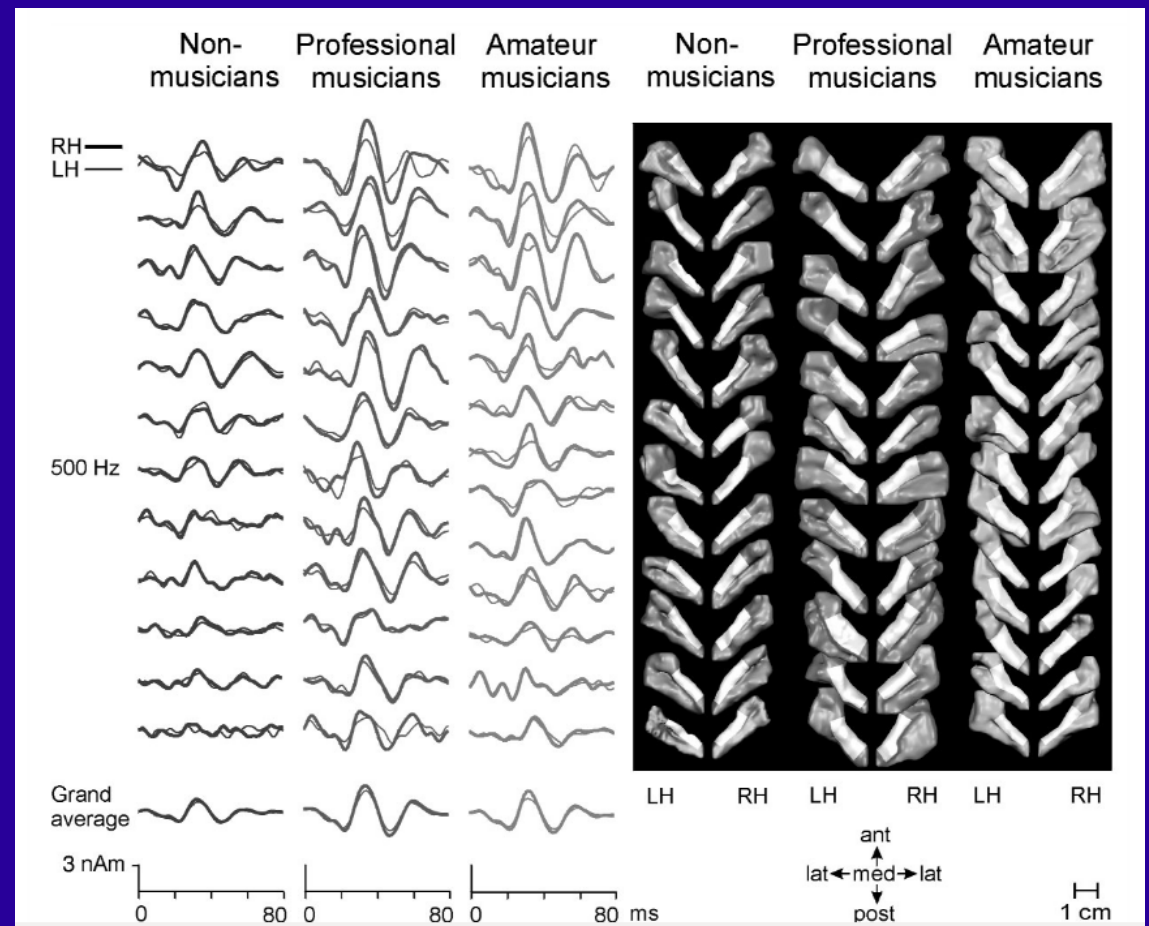 Non-
musicians
Professional
musicians
Amateur
musicians
Non-
musicians
Professional
musicians
Amateur
musicians
RH
LH
500 Hz
Grand
average
3 nAm
0 80 0 80 0 80 ms
LH RH LH RH LH RH
ant
lat med lat
post
1 cm